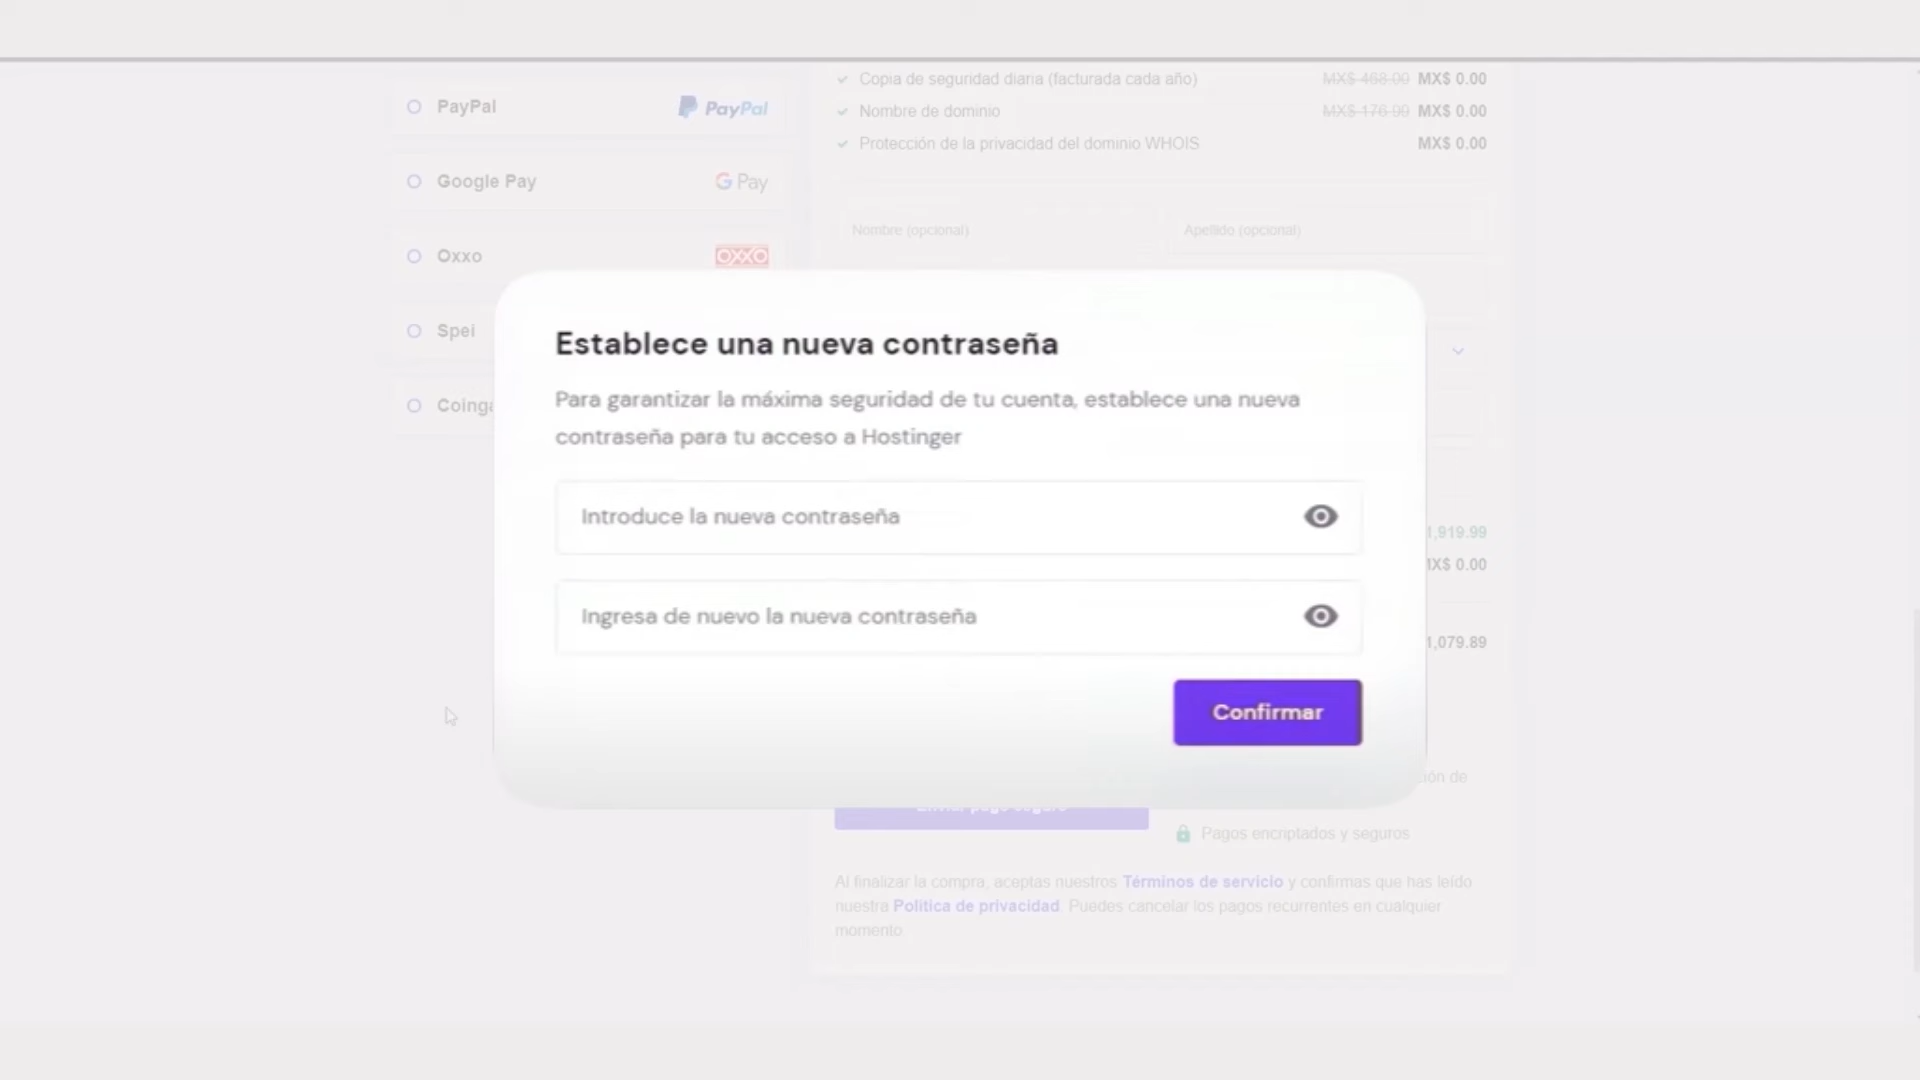 Copia de seguridad diaria (facturada cada año) MX$ 468.00 MX$ 0.00
PayPal PayPal
Nombre de dominio MX$ 176.99 MX$ 0.00
Protección de la privacidad del dominio WHOIS MX$ 0.00
Google Pay G Pay
Nombre (opcional) Apellido (opcional)
Oxxo OXXO
Spei
Establece una nueva contraseña
Para garantizar la máxima seguridad de tu cuenta, establece una nueva
contraseña para tu acceso a Hostinger
Introduce la nueva contraseña
1,919.99
MX$ 0.00
Ingresa de nuevo la nueva contraseña
1,079.89
Confirmar
de
Pagos encriptados y seguros
Al finalizar la compra, aceptas nuestros Términos de servicio y confirmas que has leído
nuestra Política de privacidad. Puedes cancelar los pagos recurrentes en cualquier
momento.